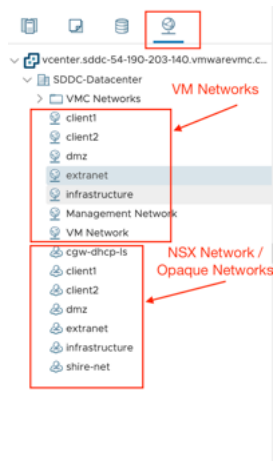 vcenter.sddc-54-190-203-140.vmwarevmc.c...
SDDC-Datacenter
VM Networks
VMC Networks
client1
client2
dmz
extranet
infrastructure
Management Network
VM Network
NSX Network /
Opaque Networks
cgw-dhcp-ls
client1
client2
dmz
extranet
infrastructure
shire-net